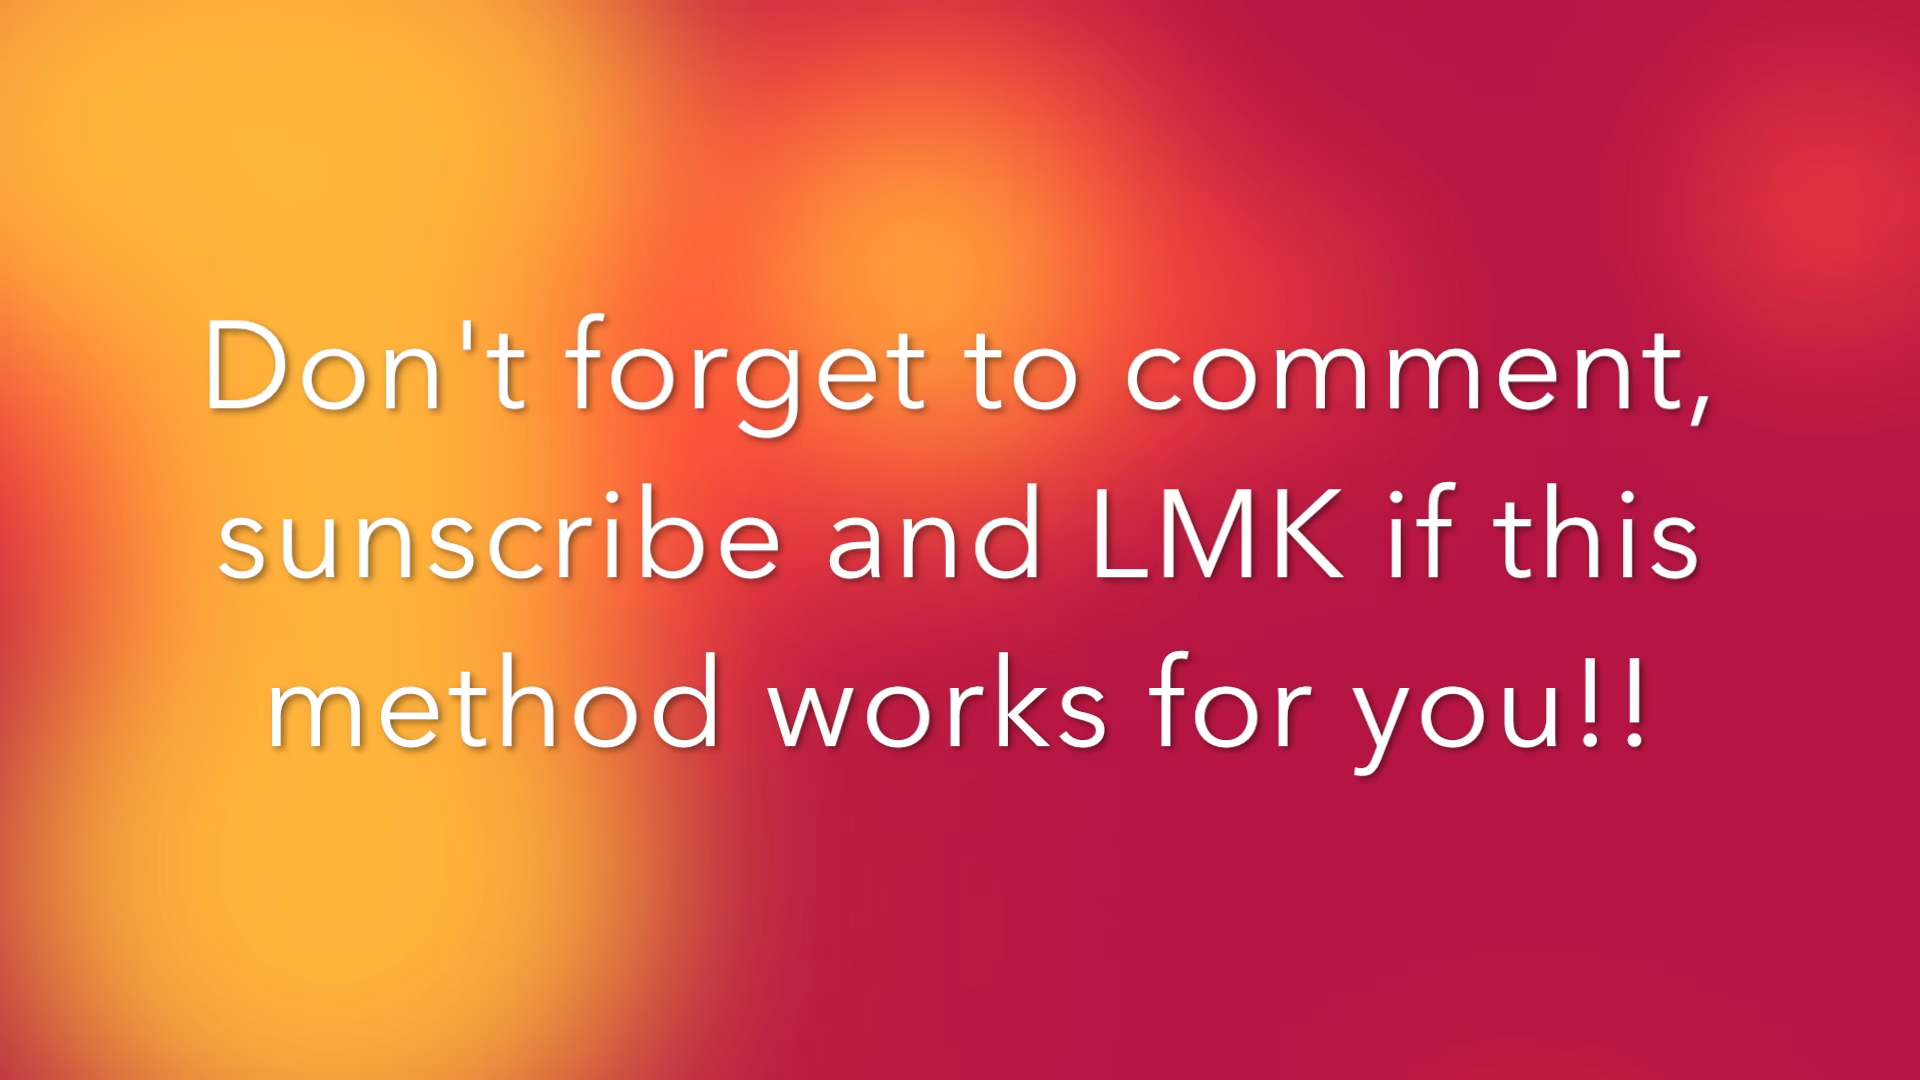 Don't forget to comment,
sunscribe and LMK if this
method works for you!!